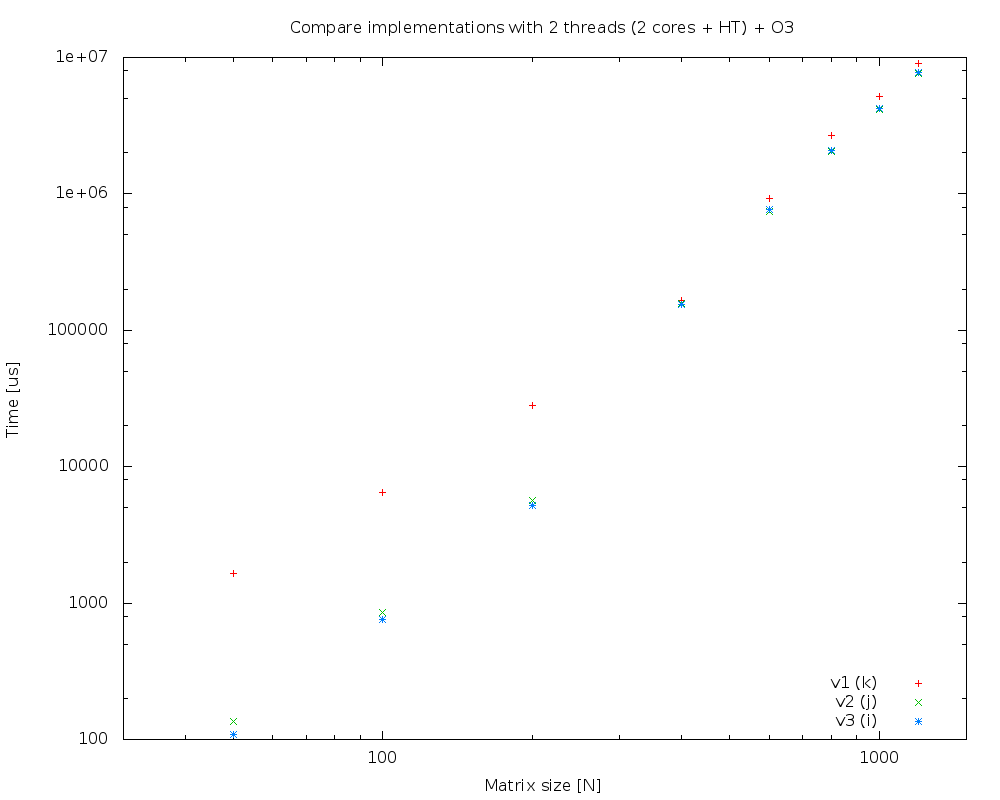 Compare implementations with 2 threads (2 cores + HT) + O3
1e+07
1e+06
100000
10000
1000
100
Time [us]
v1 (k)
v2 (j)
v3 (i)
100 1000
Matrix size [N]